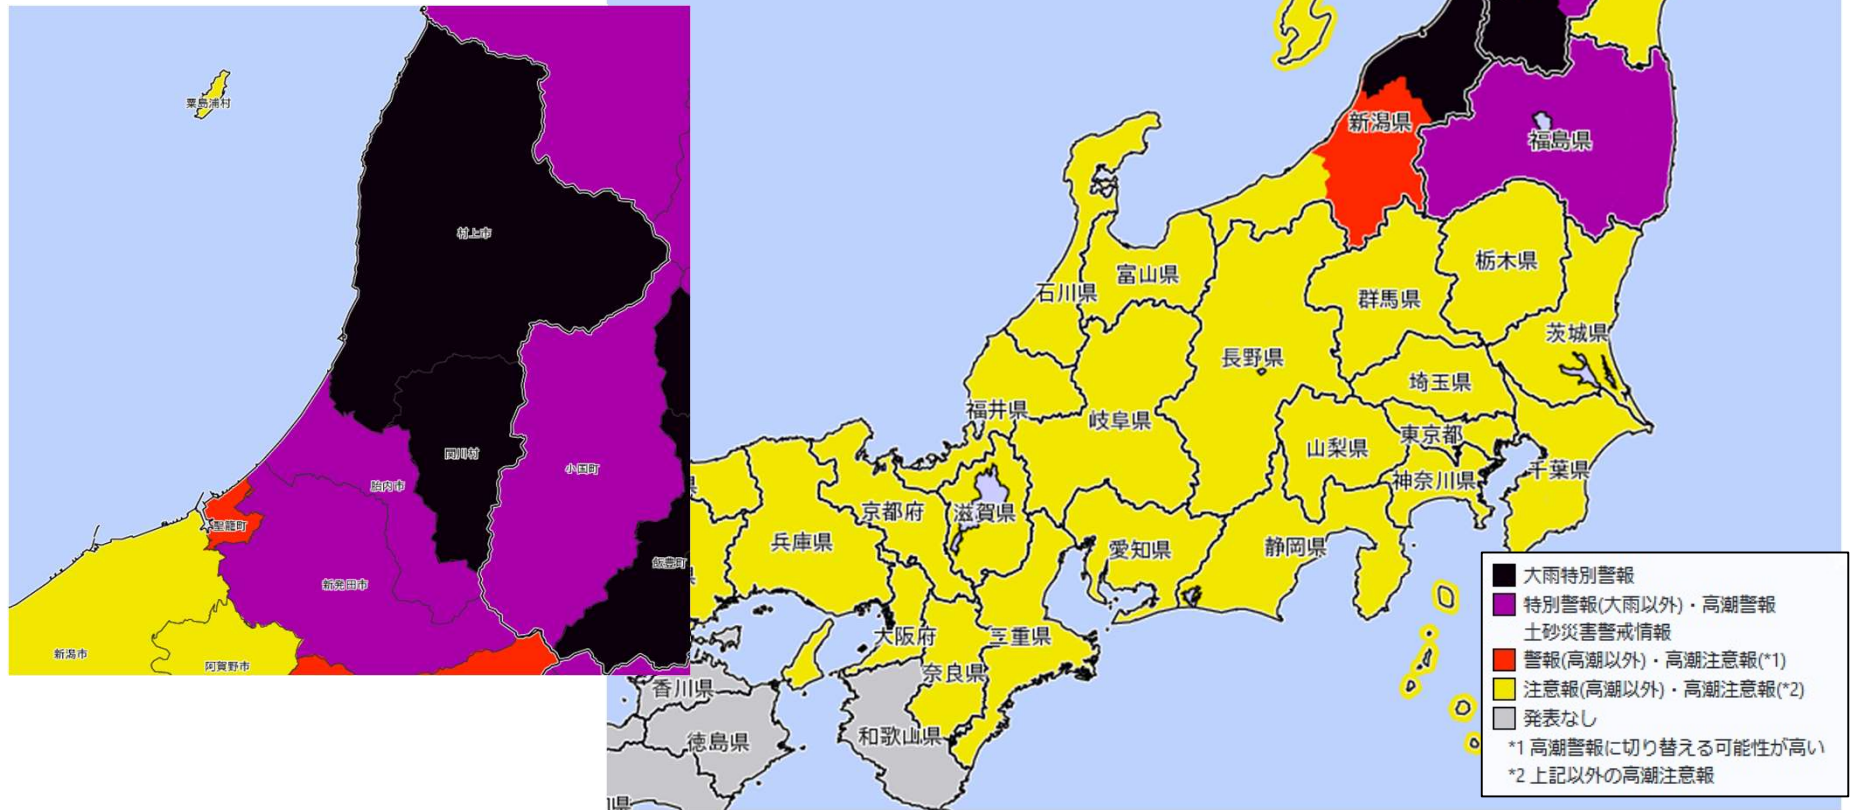 粟島浦村
村上市
関川村
小国町
胎内市
聖籠町
飯豊町
新発田市
新潟市
阿賀野市
新潟県
福島県
富山県
石川県
栃木県
群馬県
茨城県
長野県
埼玉県
福井県
岐阜県
山梨県
東京都
神奈川県
千葉県
京都府
滋賀県
兵庫県
愛知県
静岡県
大阪府
三重県
奈良県
香川県
徳島県
和歌山県
県
県
県
大雨特別警報
特別警報(大雨以外)・高潮警報
土砂災害警戒情報
警報(高潮以外)・高潮注意報(*1)
注意報(高潮以外)・高潮注意報(*2)
発表なし
*1 高潮警報に切り替える可能性が高い
*2 上記以外の高潮注意報